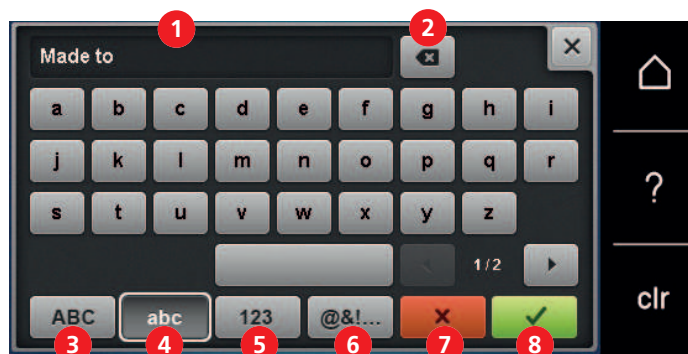 1
2
Made to
a b c d e f g h i
j k l m n o p q r
s t u v w x y z
1/2
ABC abc 123 @&!...
3 4 5 6 7 8
?
clr